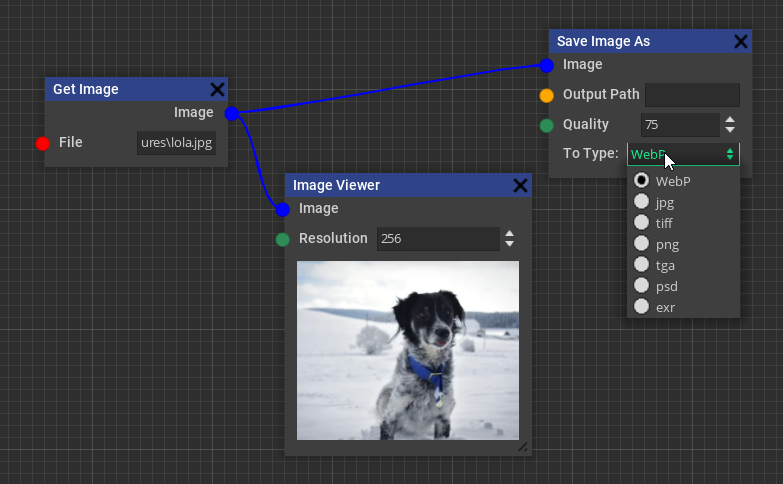 Get Image
Image
File
ures\lola.jpg
Image Viewer
Image
Resolution
256
Save Image As
Image
Output Path
Quality
75
To Type:
WebP
WebP
jpg
tiff
png
tga
psd
exr